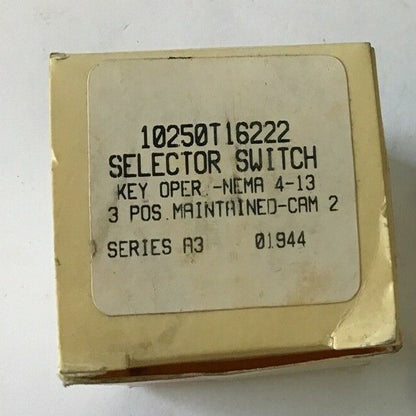 10250T16222
SELECTOR SWITCH
KEY OPER.-NEMA 4-13
3 POS.MAINTAINED-CAM 2
SERIES A3 01944